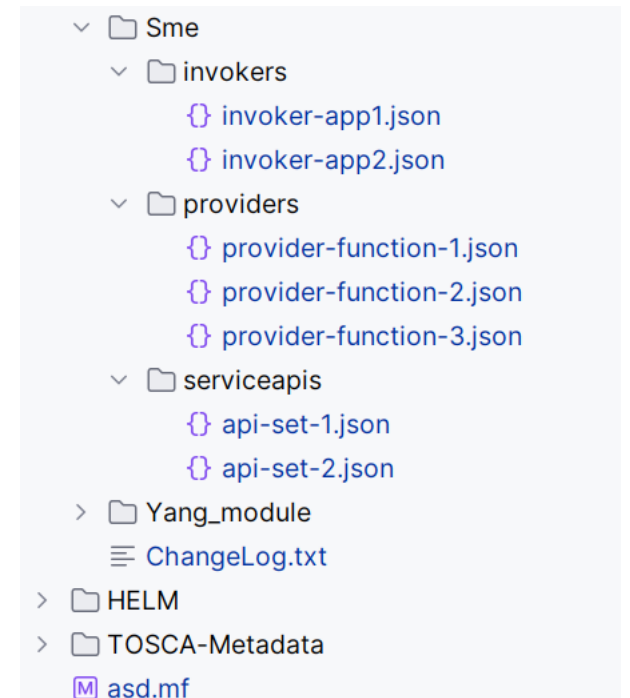 Sme
invokers
{} invoker-app1.json
{} invoker-app2.json
providers
{} provider-function-1.json
{} provider-function-2.json
{} provider-function-3.json
serviceapis
{} api-set-1.json
{} api-set-2.json
Yang_module
ChangeLog.txt
HELM
TOSCA-Metadata
M asd.mf